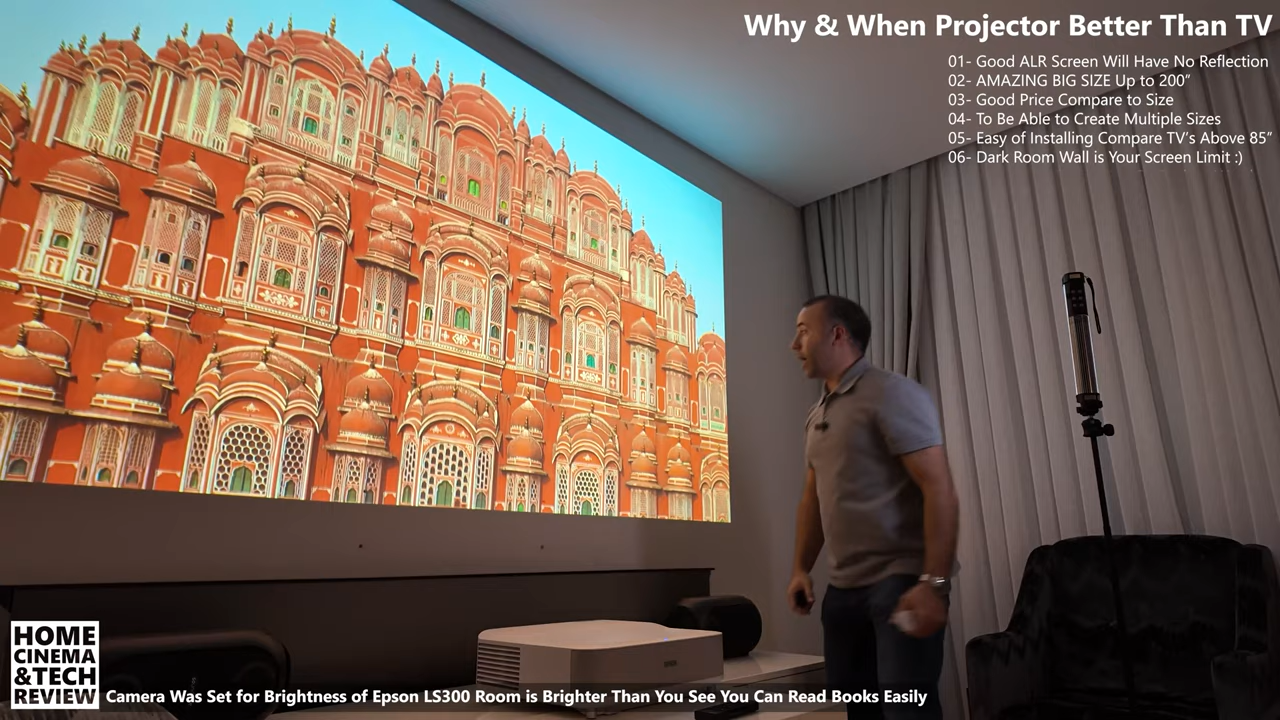 Why & When Projector Better Than TV
01- Good ALR Screen Will Have No Reflection
02- AMAZING BIG SIZE Up to 200”
03- Good Price Compare to Size
04- To Be Able to Create Multiple Sizes
05- Easy of Installing Compare TV’s Above 85”
06- Dark Room Wall is Your Screen Limit :)
EPSON
HOME
CINEMA
&TECH
REVIEW
Camera Was Set for Brightness of Epson LS300 Room is Brighter Than You See You Can Read Books Easily